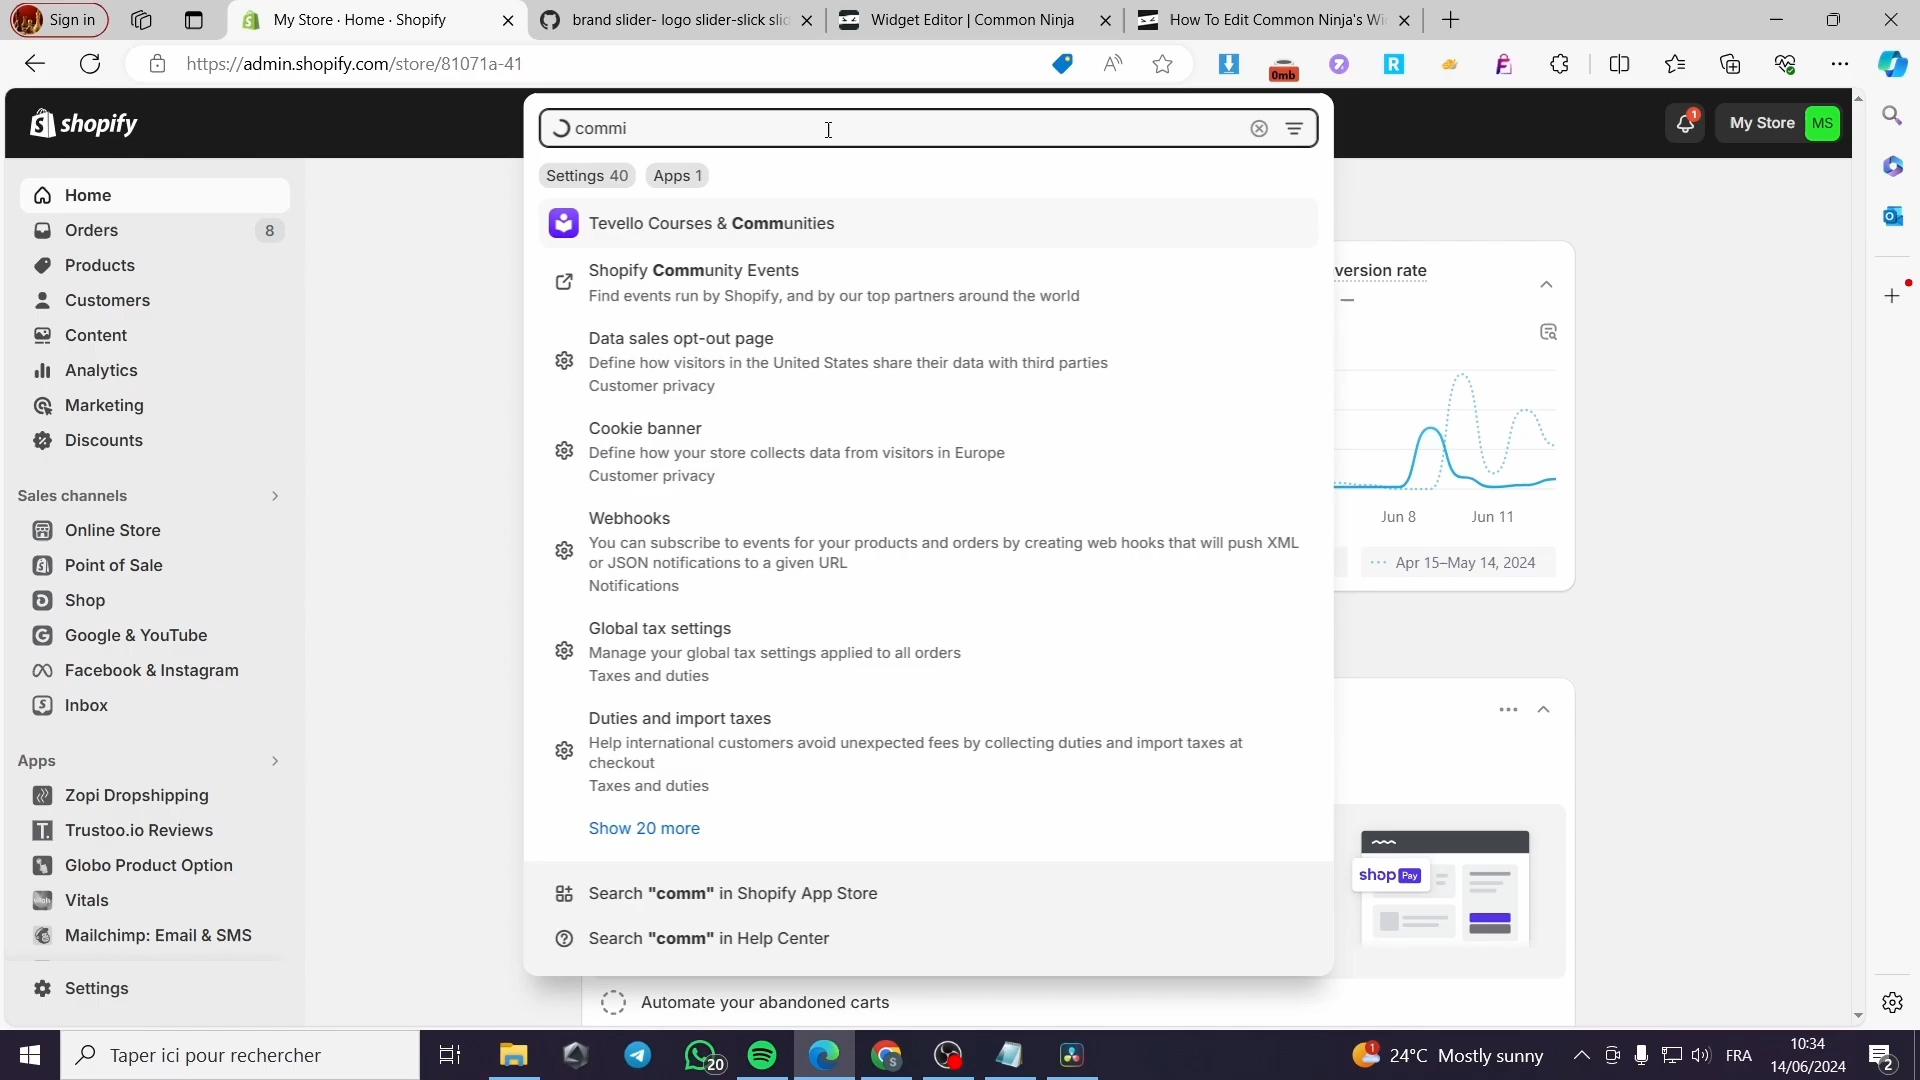 Sign in
My Store · Home · Shopify
brand slider- logo slider-slick slic
Widget Editor | Common Ninja
How To Edit Common Ninja's Wi
https://admin.shopify.com/store/81071a-41
0mb
shopify
commi
My Store
MS
1
Settings 40
Apps 1
Home
Orders
8
Products
Customers
Content
Analytics
Marketing
Discounts
Sales channels
Online Store
Point of Sale
Shop
Google & YouTube
Facebook & Instagram
Inbox
Apps
Zopi Dropshipping
Trustoo.io Reviews
Globo Product Option
Vitals
Mailchimp: Email & SMS
Settings
Tevello Courses & Communities
Shopify Community Events
Find events run by Shopify, and by our top partners around the world
Data sales opt-out page
Define how visitors in the United States share their data with third parties
Customer privacy
Cookie banner
Define how your store collects data from visitors in Europe
Customer privacy
Webhooks
You can subscribe to events for your products and orders by creating web hooks that will push XML
or JSON notifications to a given URL
Notifications
Global tax settings
Manage your global tax settings applied to all orders
Taxes and duties
Duties and import taxes
Help international customers avoid unexpected fees by collecting duties and import taxes at
checkout
Taxes and duties
Show 20 more
Search "comm" in Shopify App Store
Search "comm" in Help Center
version rate
Jun 8
Jun 11
Apr 15–May 14, 2024
shop Pay
Automate your abandoned carts
Taper ici pour rechercher
20
24°C Mostly sunny
FRA
10:34
14/06/2024
2